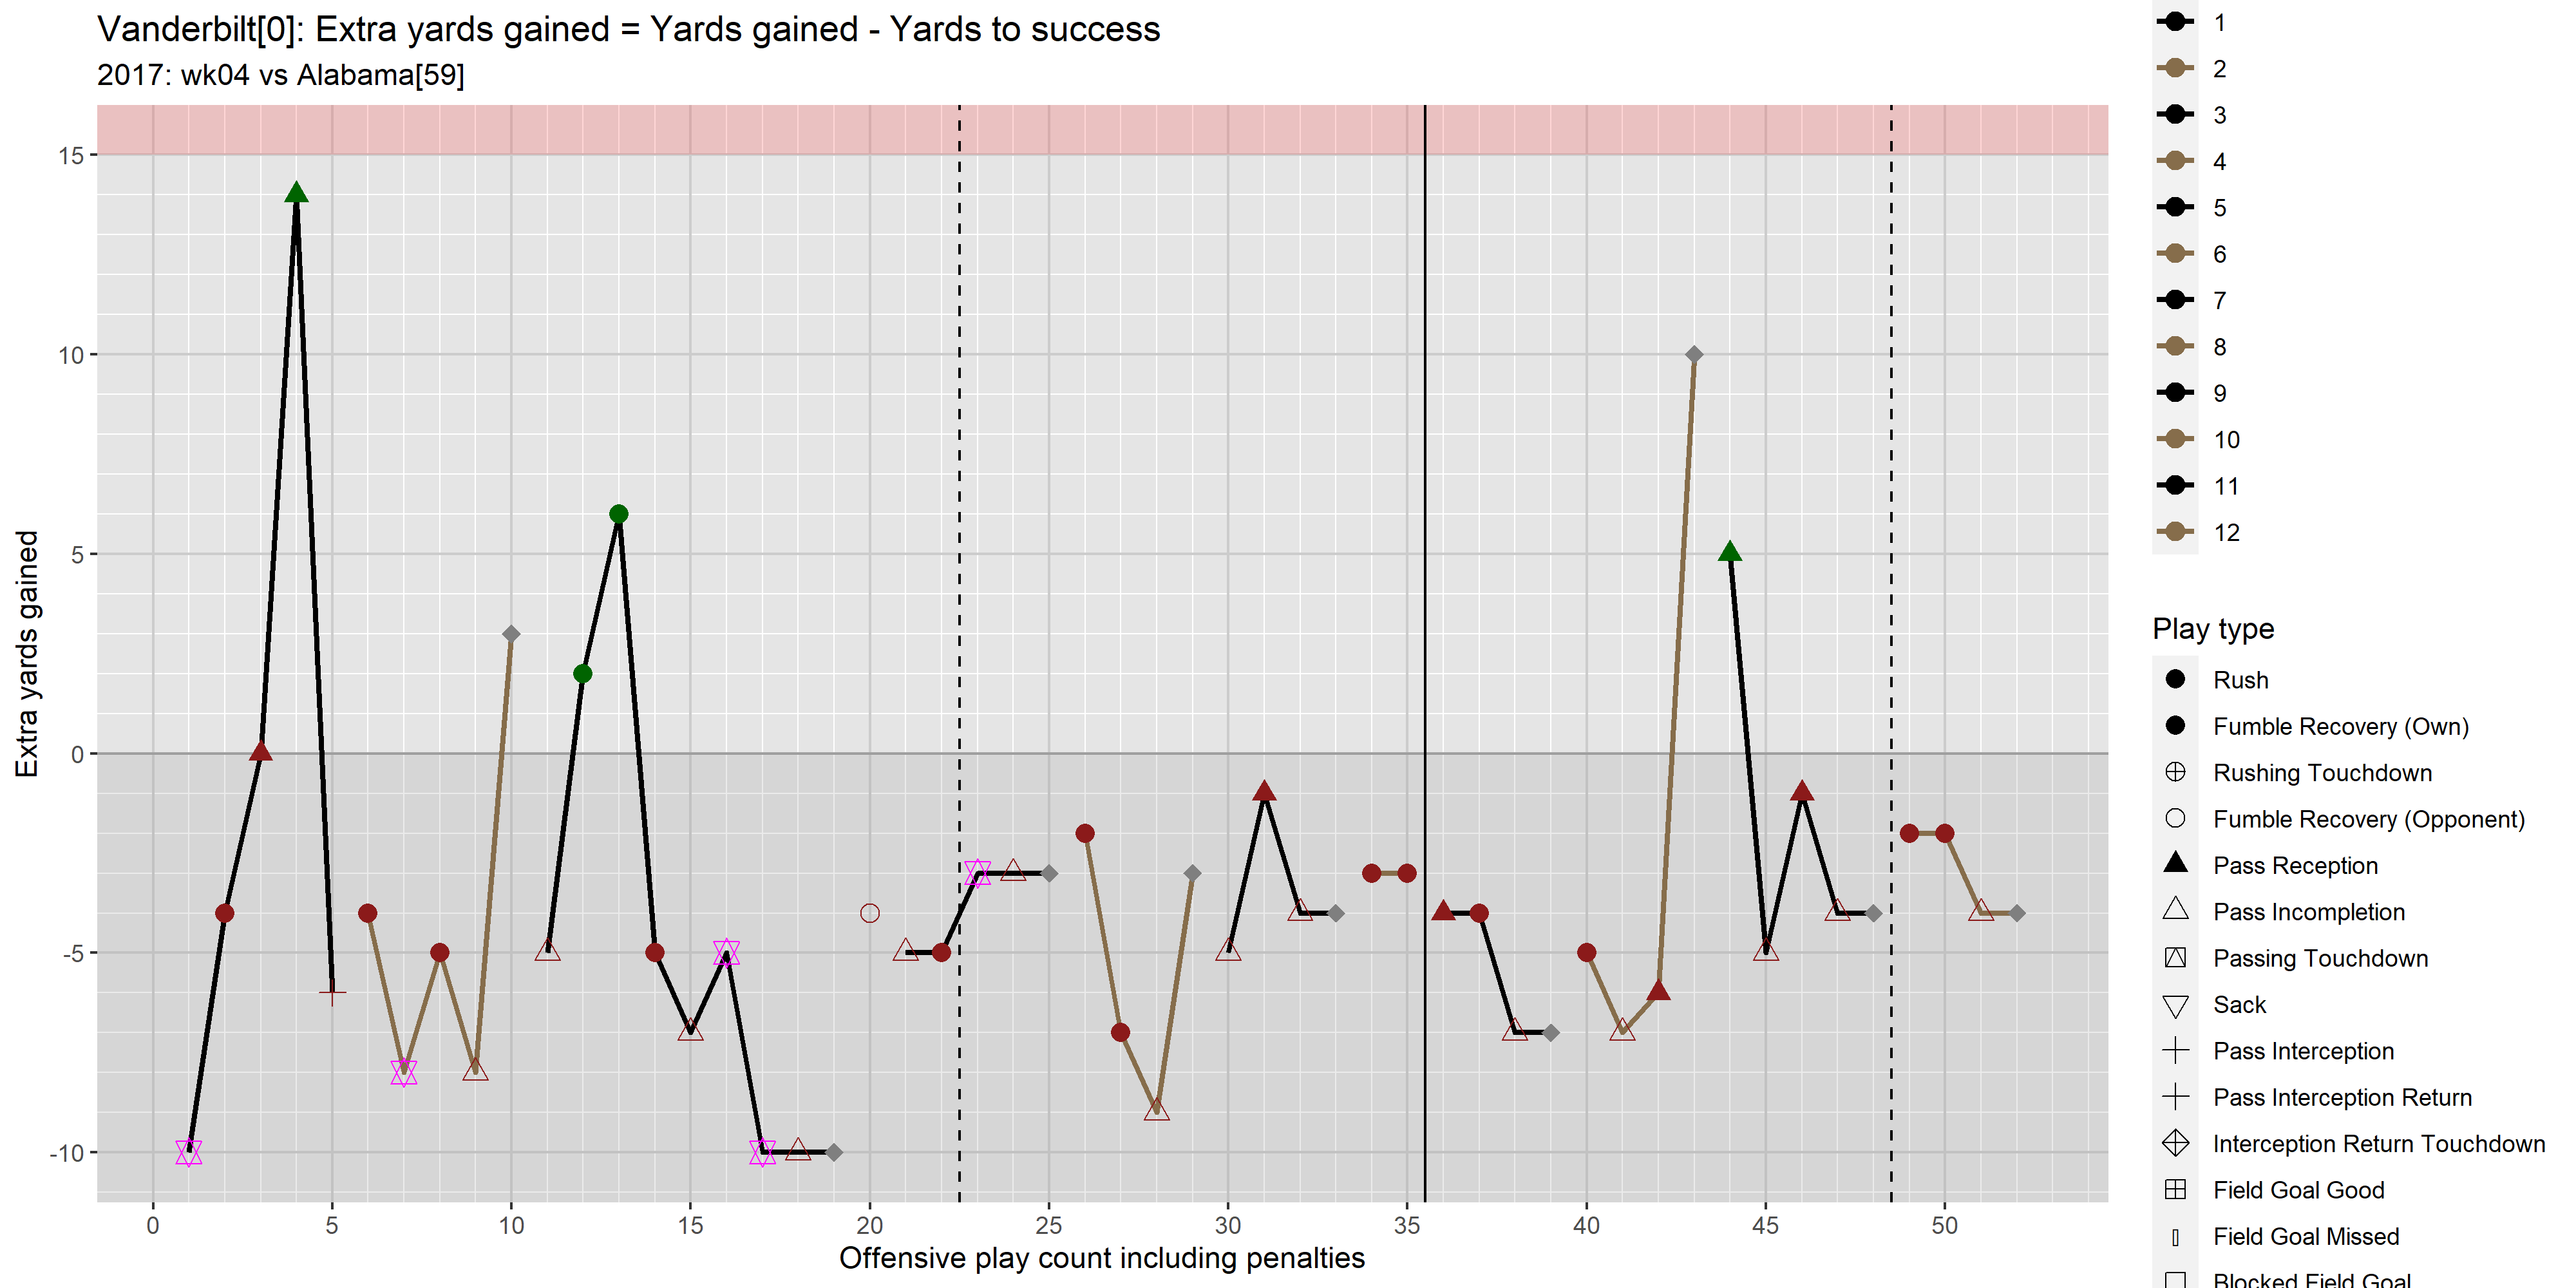 Vanderbilt[0]: Extra yards gained = Yards gained - Yards to success
2017: wk04 vs Alabama[59]
Extra yards gained
15
10
5
0
-5
-10
0 5 10 15 20 25 30 35 40 45 50
Offensive play count including penalties
1
2
3
4
5
6
7
8
9
10
11
12
Play type
Rush
Fumble Recovery (Own)
Rushing Touchdown
Fumble Recovery (Opponent)
Pass Reception
Pass Incompletion
Passing Touchdown
Sack
Pass Interception
Pass Interception Return
Interception Return Touchdown
Field Goal Good
Field Goal Missed
Blocked Field Goal